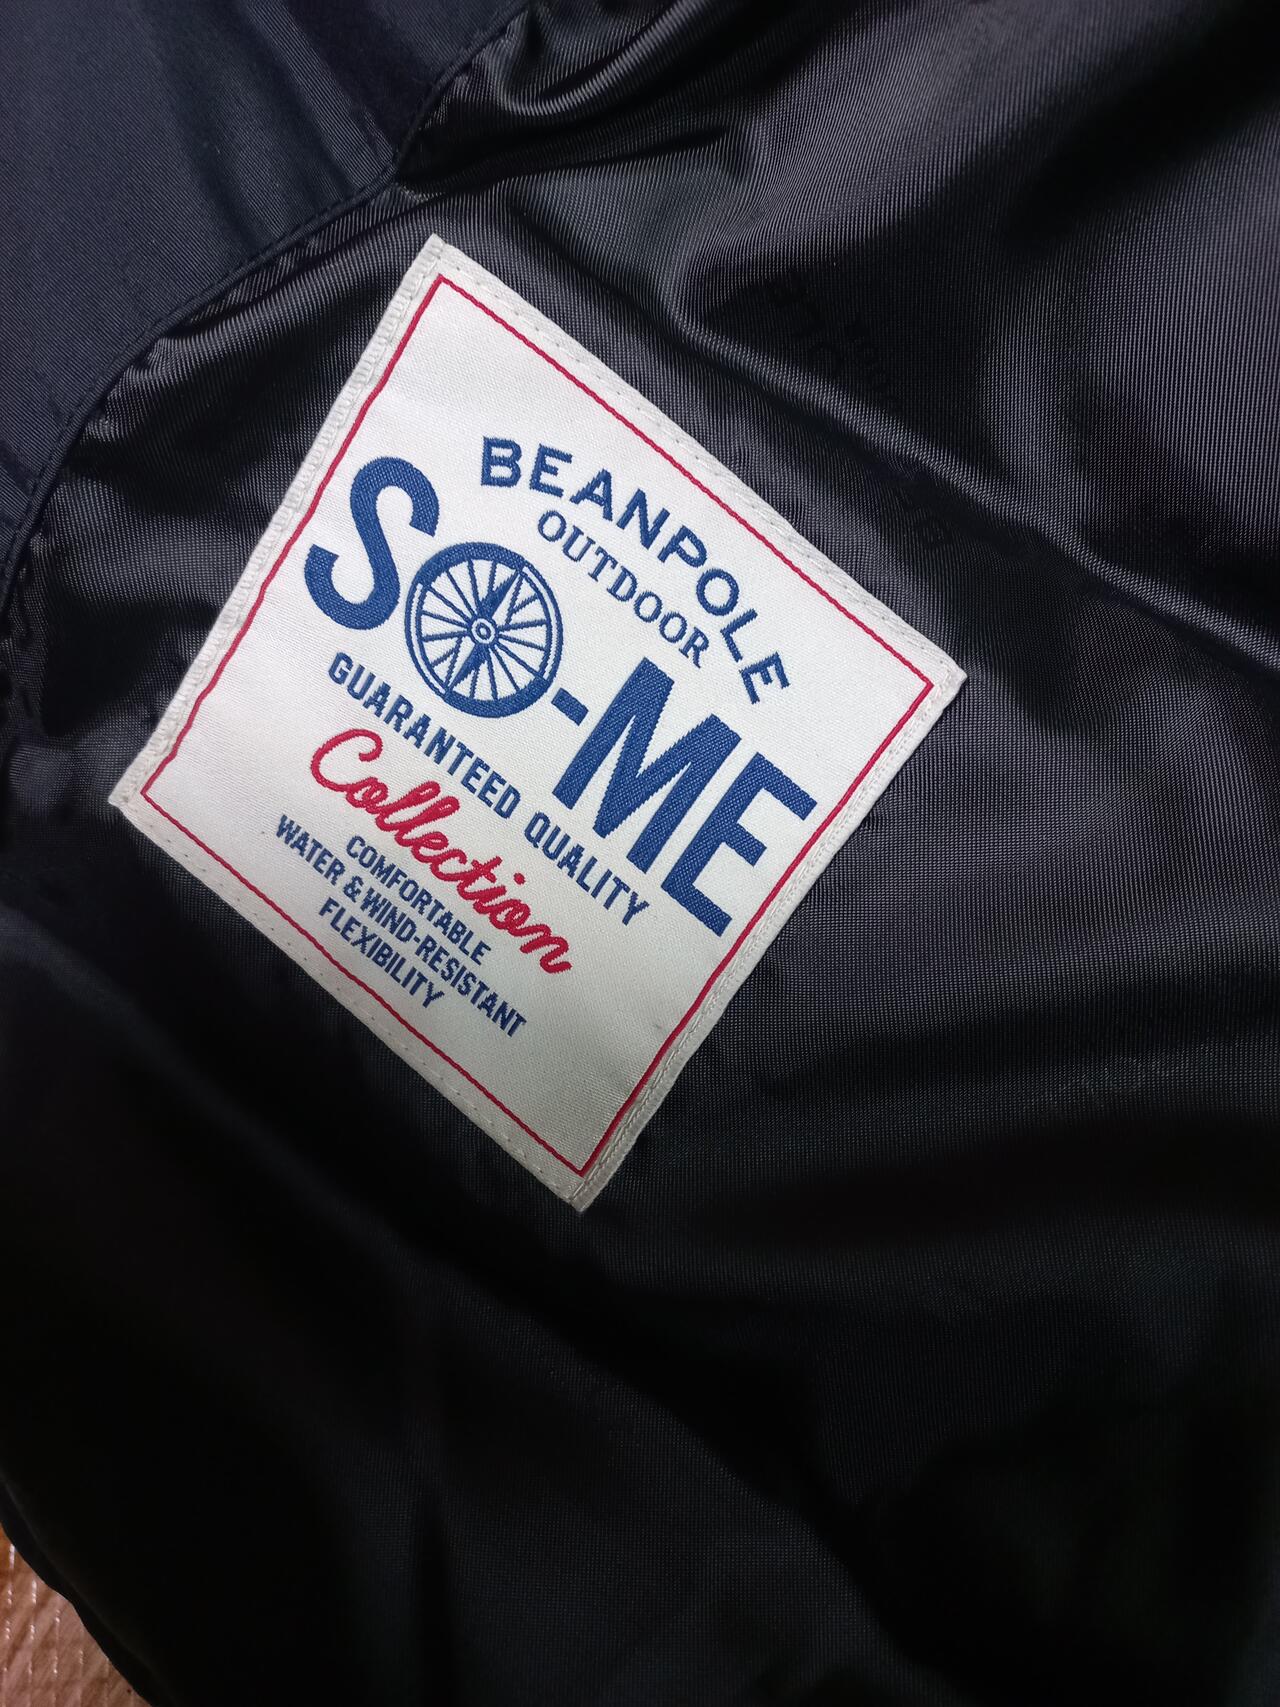 BEANPOLE
OUTDOOR
SO-ME
GUARANTEED QUALITY
Collection
COMFORTABLE
WATER & WIND-RESISTANT
FLEXIBILITY